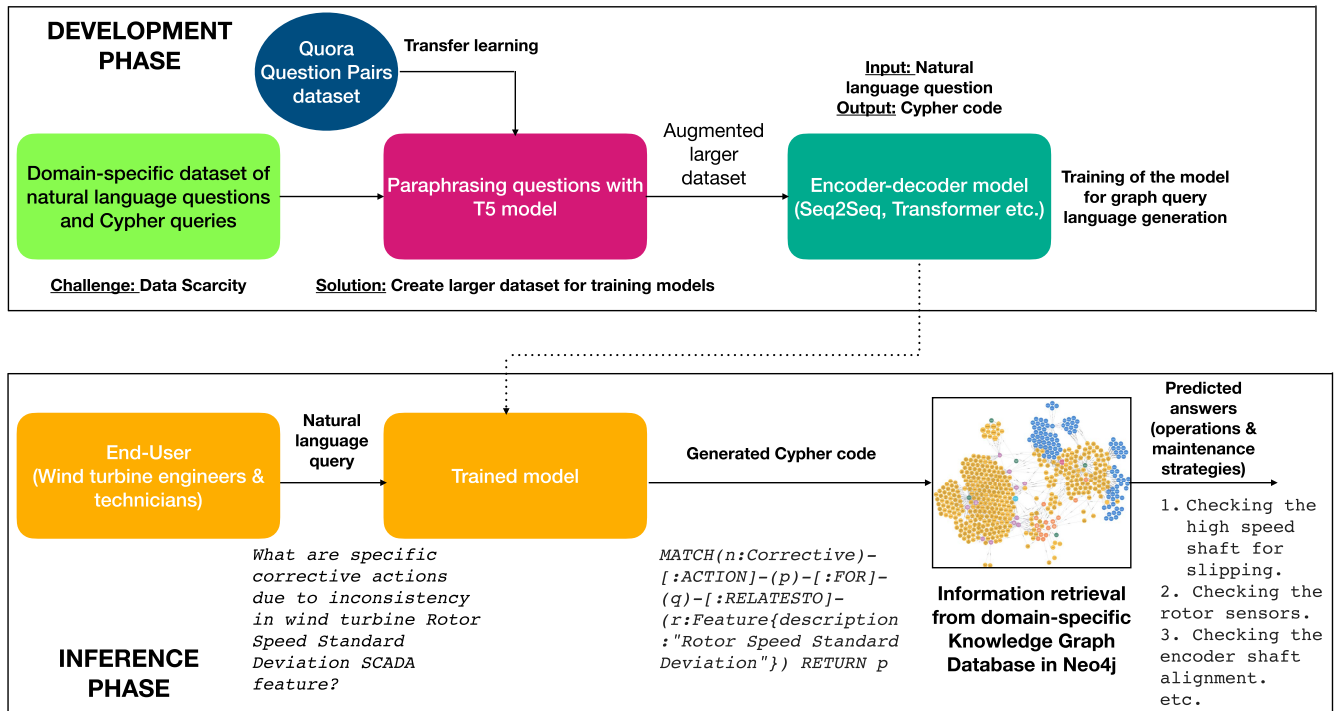 DEVELOPMENT
PHASE
Quora
Question Pairs
dataset
Transfer learning
Input: Natural
language question
Output: Cypher code
Domain-specific dataset of
natural language questions
and Cypher queries
Paraphrasing questions with
T5 model
Augmented
larger
dataset
Encoder-decoder model
(Seq2Seq, Transformer etc.)
Training of the model
for graph query
language generation
Challenge: Data Scarcity
Solution: Create larger dataset for training models
End-User
(Wind turbine engineers &
technicians)
Natural
language
query
Trained model
Generated Cypher code
Predicted
answers
(operations &
maintenance
strategies)
What are specific
corrective actions
due to inconsistency
in wind turbine Rotor
Speed Standard
Deviation SCADA
feature?
MATCH(n:Corrective)-
[:ACTION]-(p)-[:FOR]-
(q)-[:RELATESTO]-
(r:Feature{description
:"Rotor Speed Standard
Deviation"}) RETURN p
Information retrieval
from domain-specific
Knowledge Graph
Database in Neo4j
1. Checking the
high speed
shaft for
slipping.
2. Checking the
rotor sensors.
3. Checking the
encoder shaft
alignment.
etc.
INFERENCE
PHASE